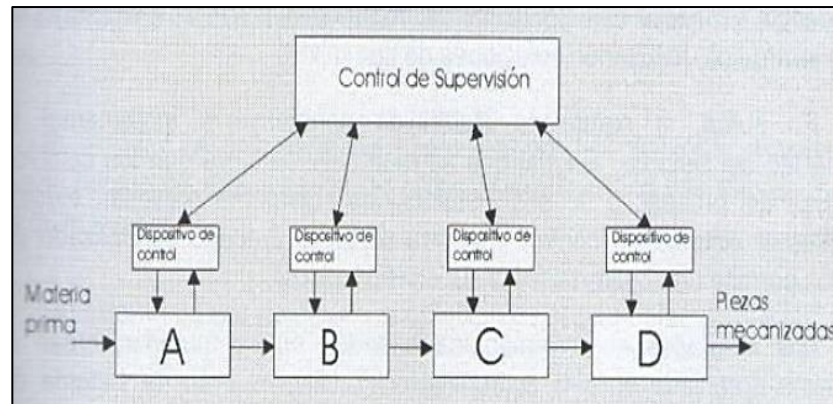 Control de Supervisión
Dispositivo de
control
Dispositivo de
control
Dispositivo de
control
Dispositivo de
control
Materia
prima
A
B
C
D
Piezas
mecanizadas